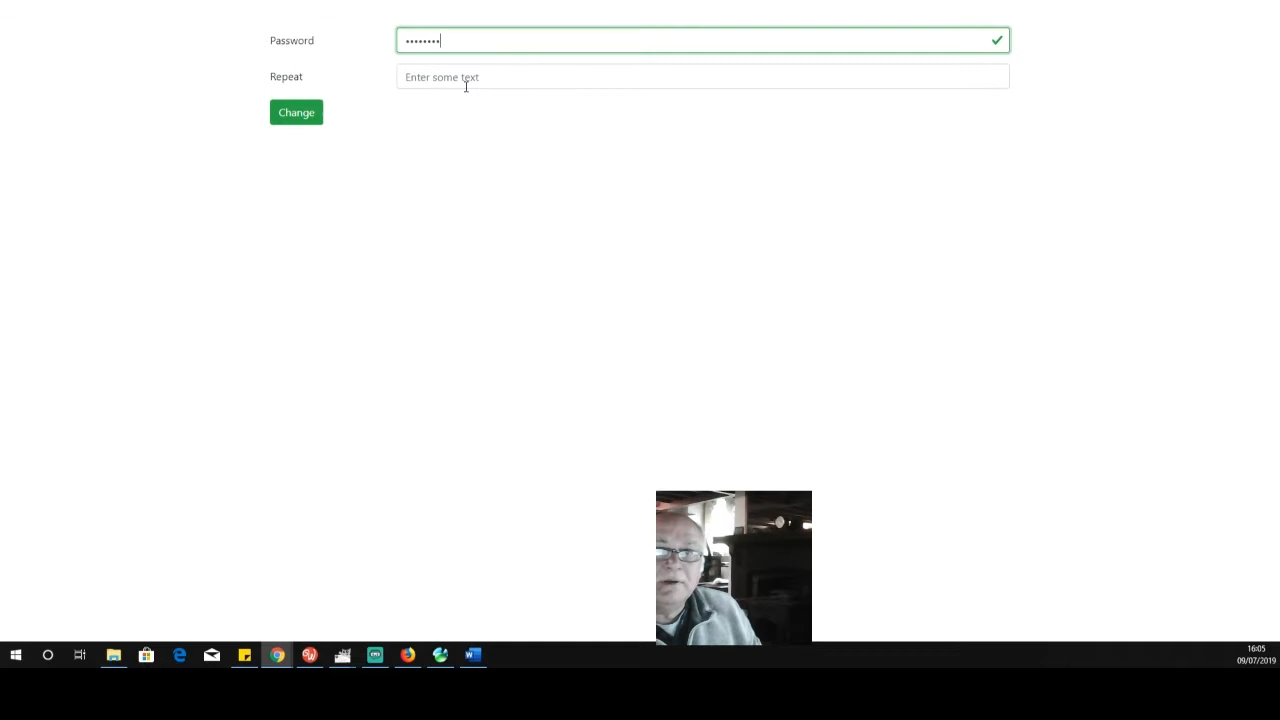 Password
••••••••
Repeat
Enter some text
Change
16:05
09/07/2019